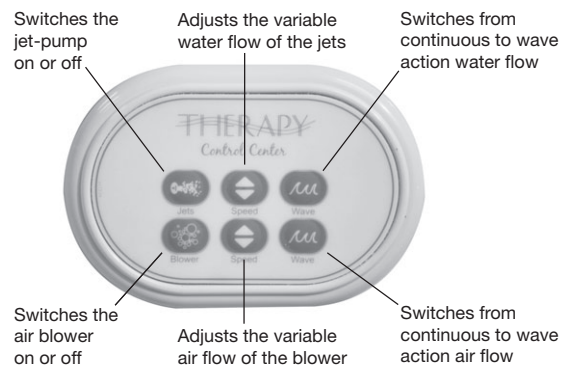 Switches the
jet-pump
on or off
Adjusts the variable
water flow of the jets
Switches from
continuous to wave
action water flow
THERAPY
Control Center
Jets
Speed
Wave
Blower
Speed
Wave
Switches the
air blower
on or off
Adjusts the variable
air flow of the blower
Switches from
continuous to wave
action air flow